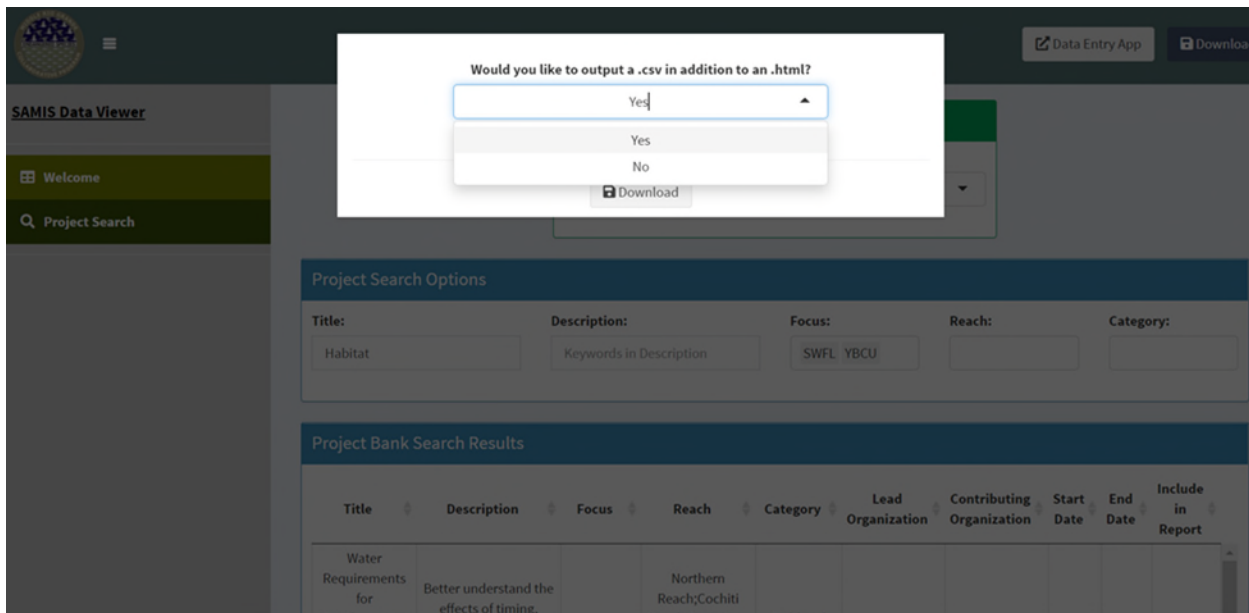 Data Entry App
Downloa
Would you like to output a .csv in addition to an .html?
Yes
Yes
No
Download
SAMIS Data Viewer
Welcome
Project Search
Project Search Options
Title:
Description:
Focus:
Reach:
Category:
Habitat
Keywords in Description
SWFL YBCU
Project Bank Search Results
Title
Description
Focus
Reach
Category
Lead
Organization
Contributing
Organization
Start
Date
End
Date
Include
in
Report
Water
Requirements
for
Better understand the
effects of timing,
Northern
Reach;Cochiti